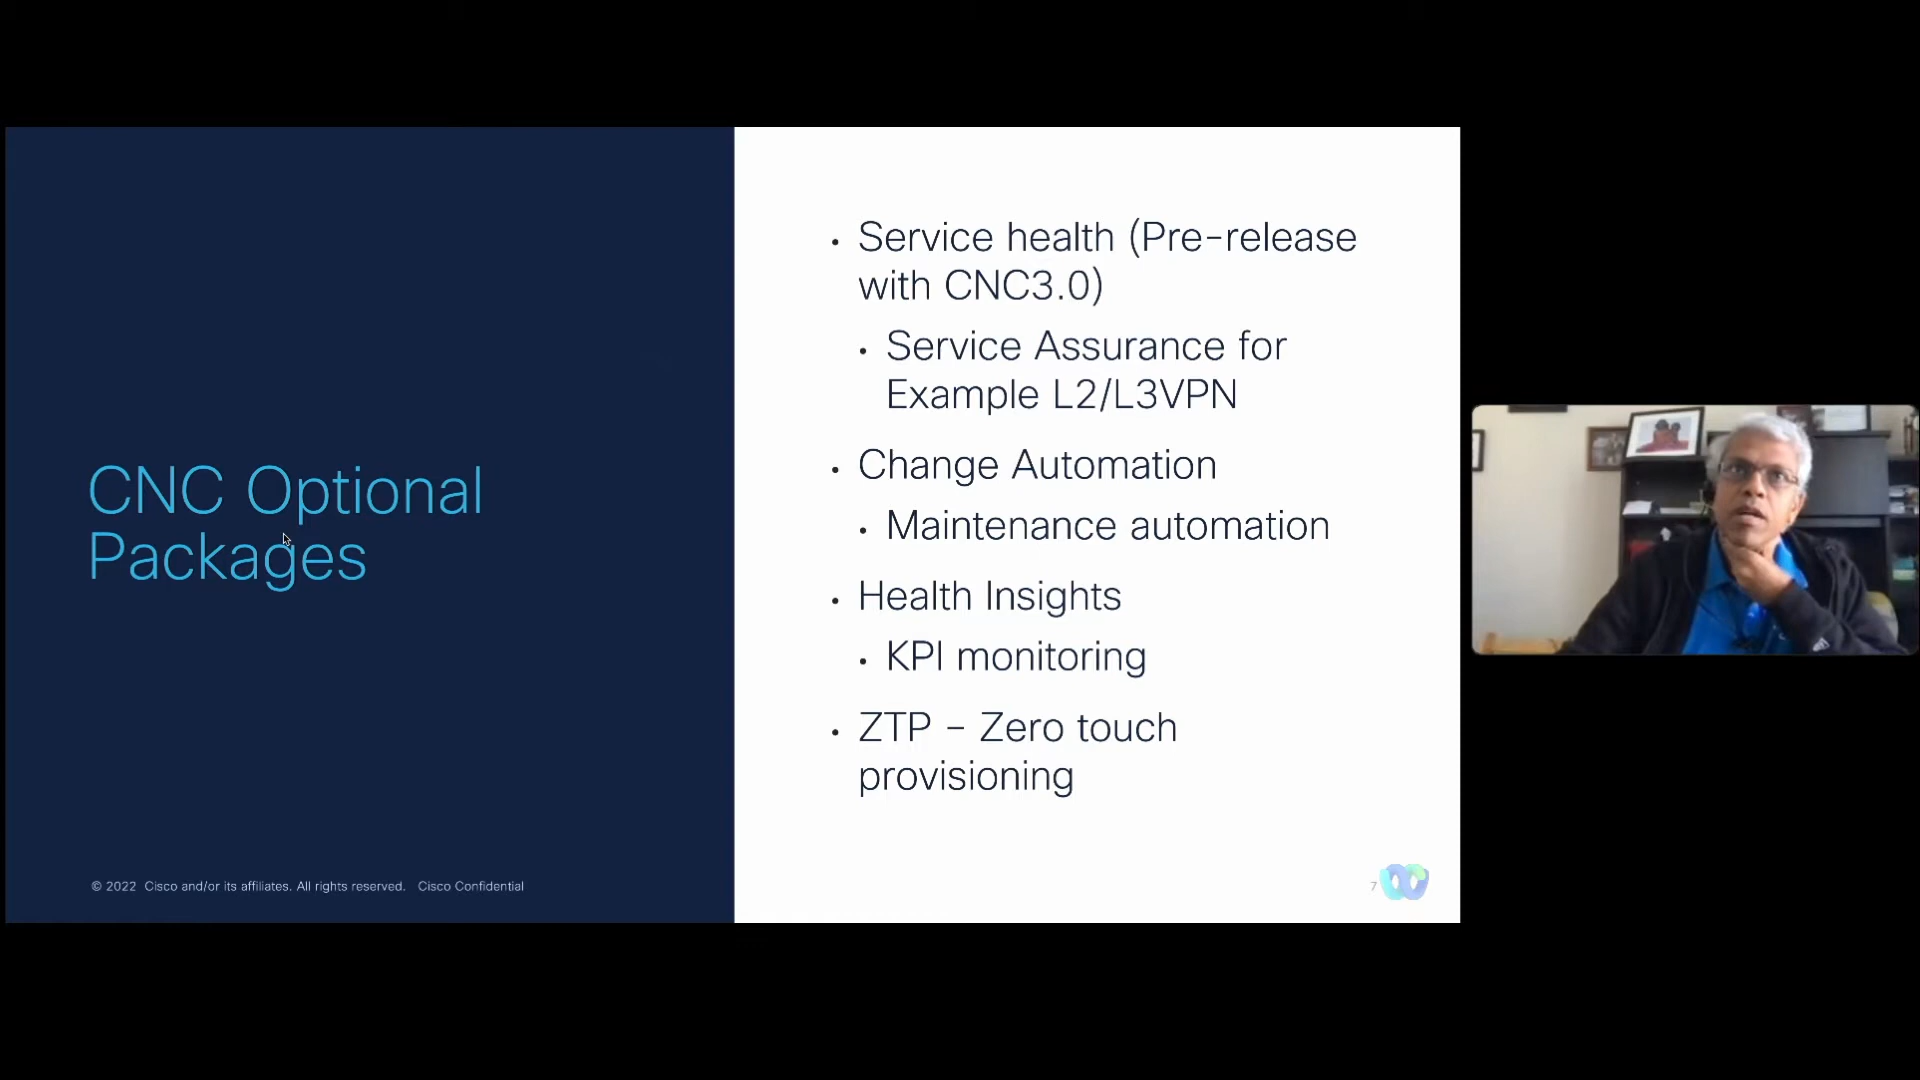 CNC Optional
Packages
• Service health (Pre-release
with CNC3.0)
• Service Assurance for
Example L2/L3VPN
• Change Automation
• Maintenance automation
• Health Insights
• KPI monitoring
• ZTP – Zero touch
provisioning
© 2022 Cisco and/or its affiliates. All rights reserved. Cisco Confidential
7